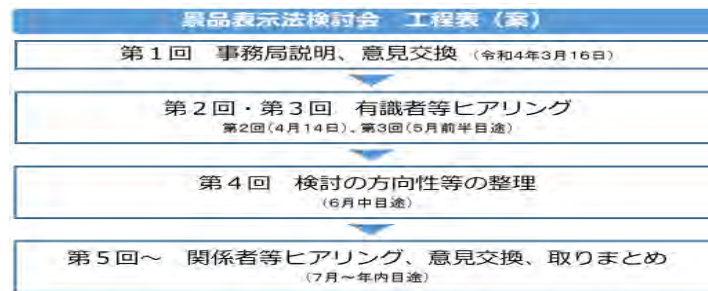 景品表示法検討会 工程表（案）
第１回 事務局説明、意見交換（令和4年3月16日）
第２回・第３回 有識者等ヒアリング
第2回（4月14日）、第3回（5月前半目途）
第４回 検討の方向性等の整理
（6月中目途）
第５回～ 関係者等ヒアリング、意見交換、取りまとめ
（7月～年内目途）